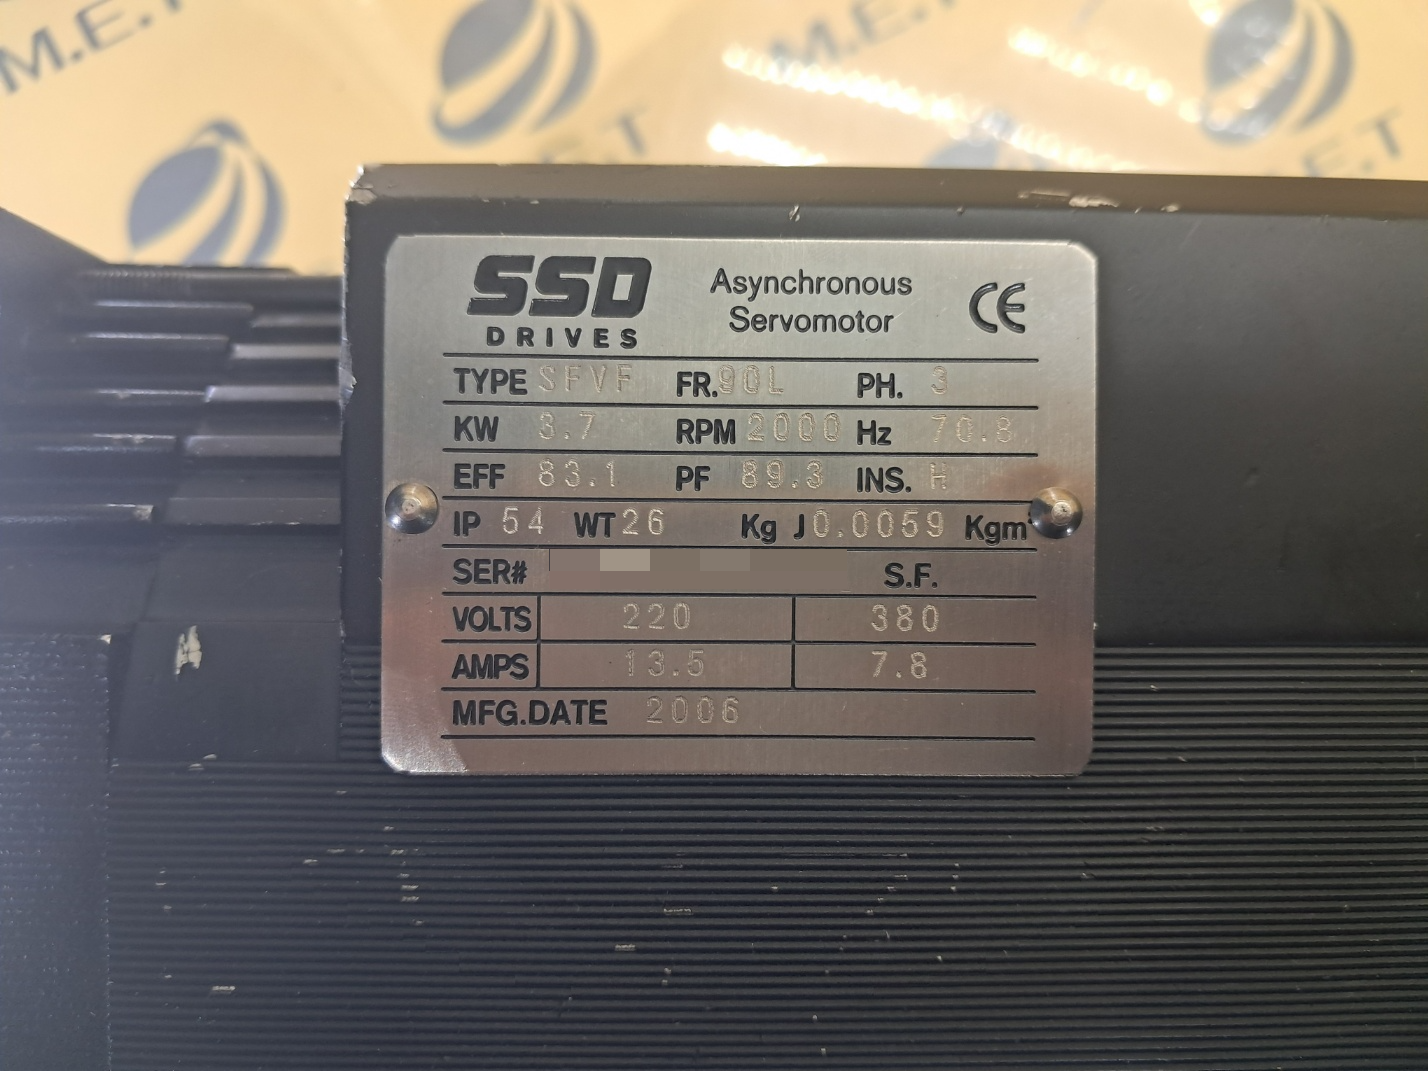 M.E.T
M.E.T
M.E.T
SSD
DRIVES
Asynchronous
Servomotor
CE
TYPE SFVF FR. 90L PH. 3
KW 3.7 RPM 2000 Hz 70.8
EFF 83.1 PF 89.3 INS. H
IP 54 WT 26 Kg J 0.0059 Kgm²
SER# S.F.
VOLTS 220 380
AMPS 13.5 7.8
MFG.DATE 2006